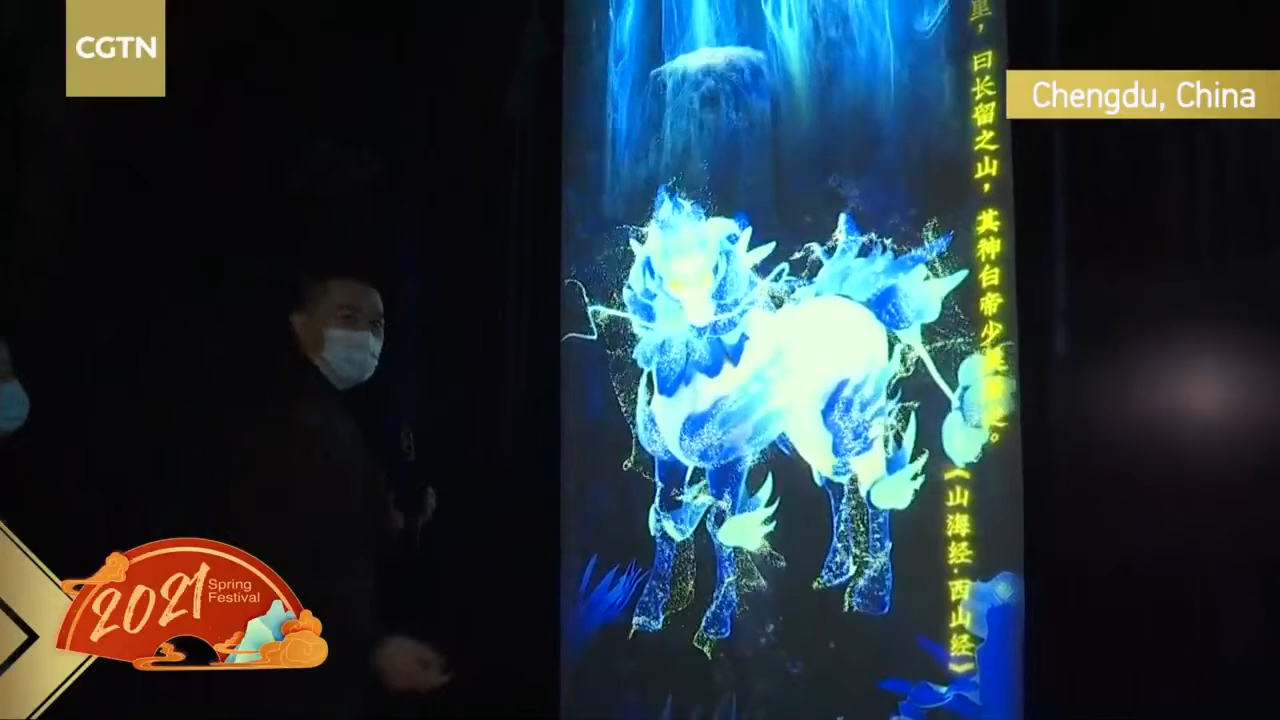 CGTN
Chengdu, China
里，曰长留之山，其神白帝少
《山海经·西山经》
2021
Spring
Festival